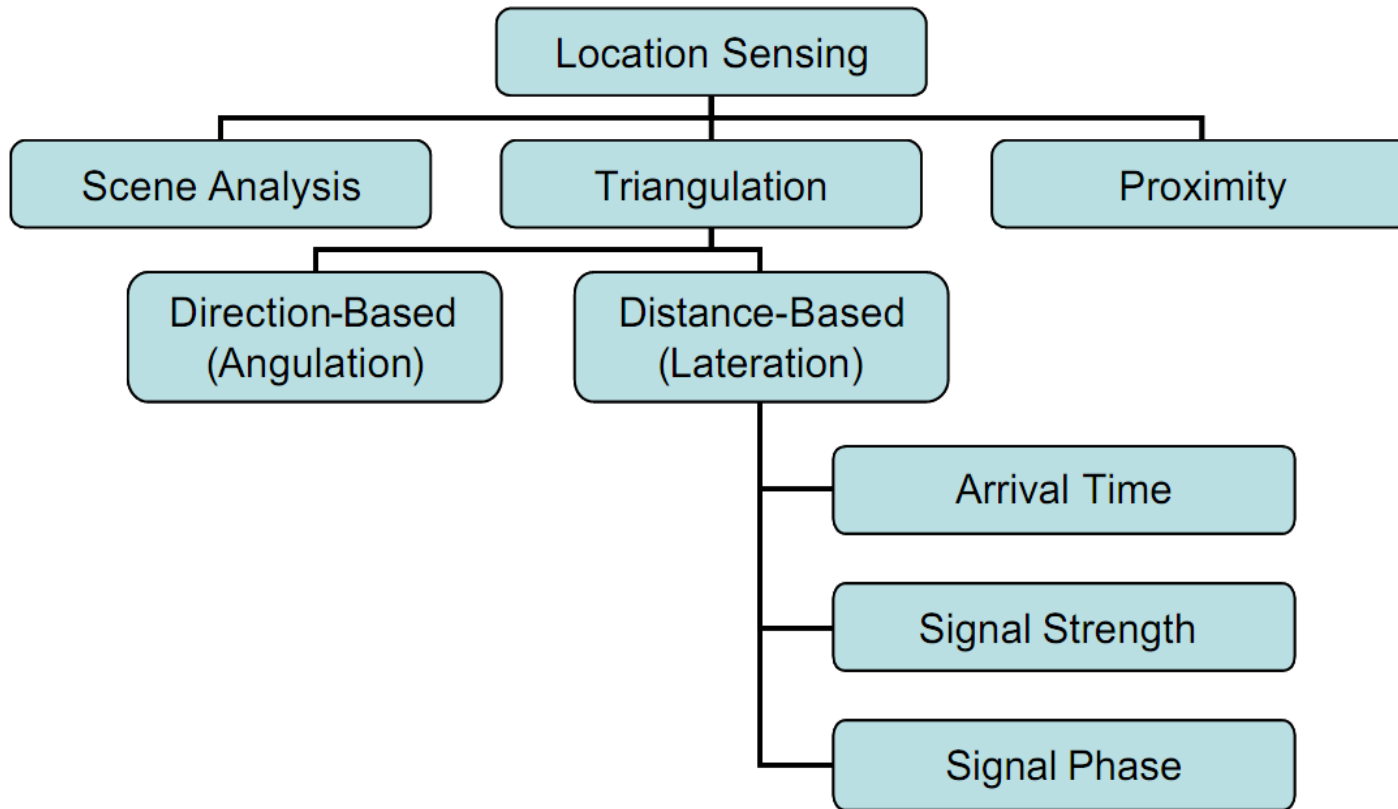 Location Sensing
Scene Analysis
Triangulation
Proximity
Direction-Based
(Angulation)
Distance-Based
(Lateration)
Arrival Time
Signal Strength
Signal Phase